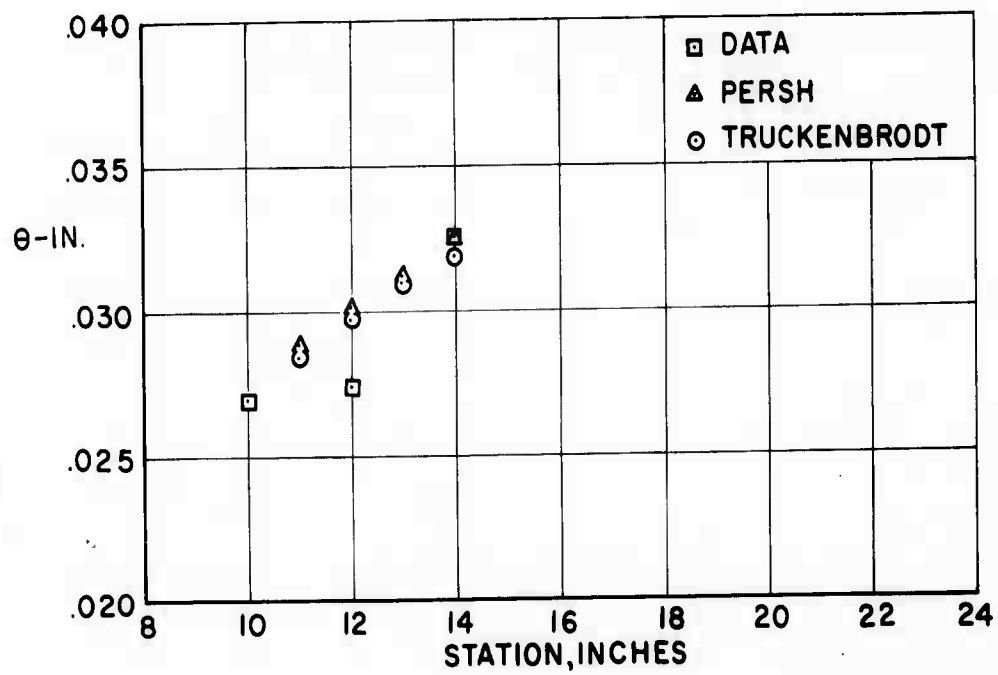 .040
.035
θ-IN.
.030
.025
.020
DATA
PERSH
TRUCKENBRODT
8 10 12 14 16 18 20 22 24
STATION, INCHES